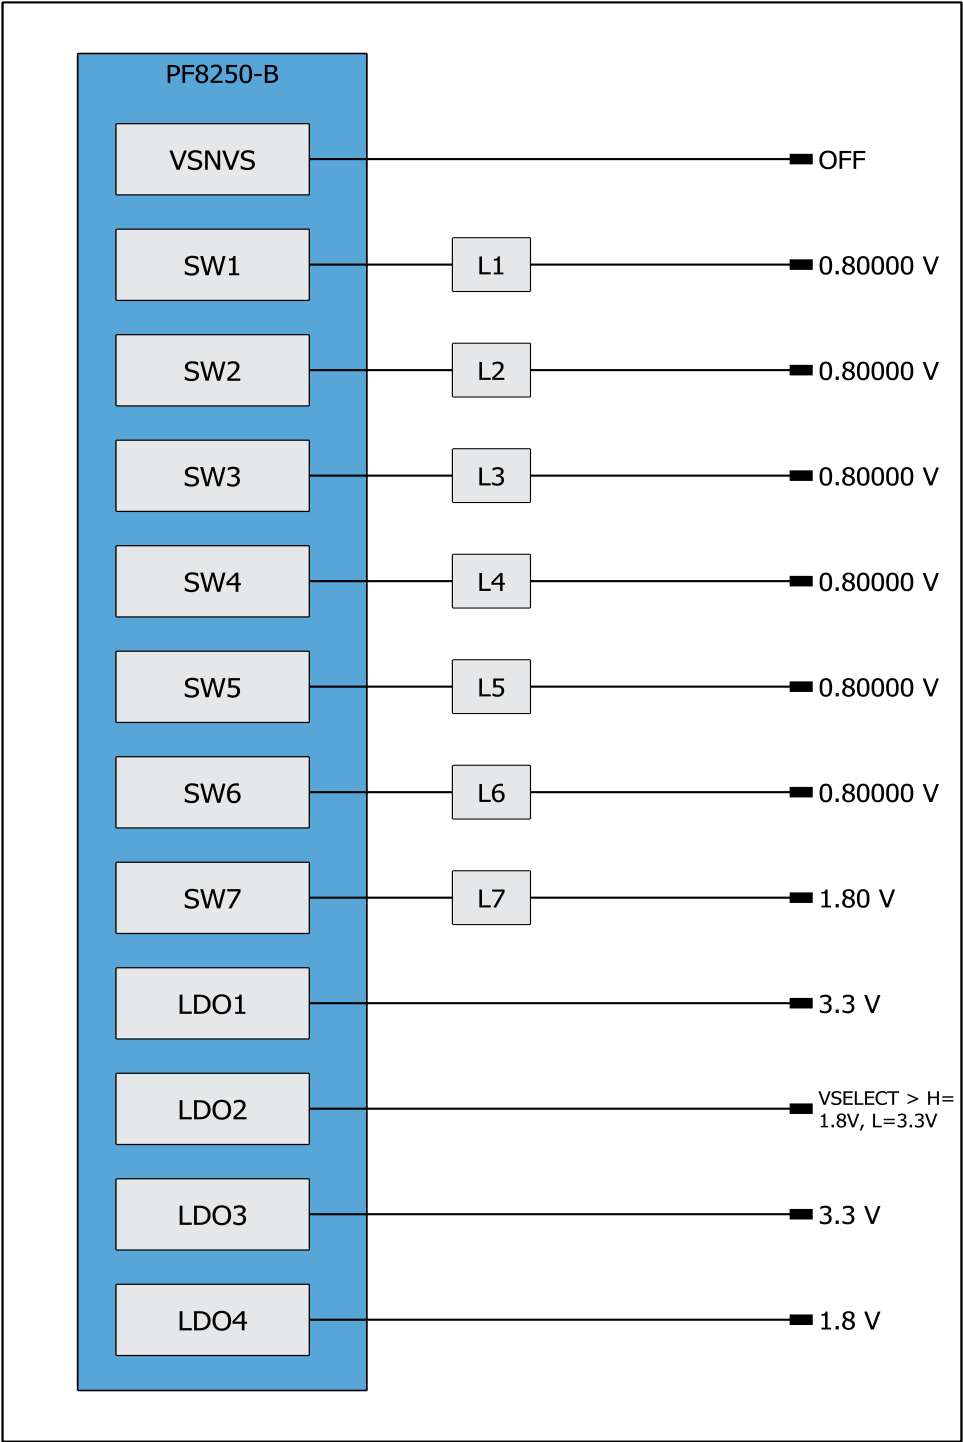 PF8250-B
VSNVS OFF
SW1 L1 0.80000 V
SW2 L2 0.80000 V
SW3 L3 0.80000 V
SW4 L4 0.80000 V
SW5 L5 0.80000 V
SW6 L6 0.80000 V
SW7 L7 1.80 V
LDO1 3.3 V
LDO2 VSELECT > H=
1.8V, L=3.3V
LDO3 3.3 V
LDO4 1.8 V